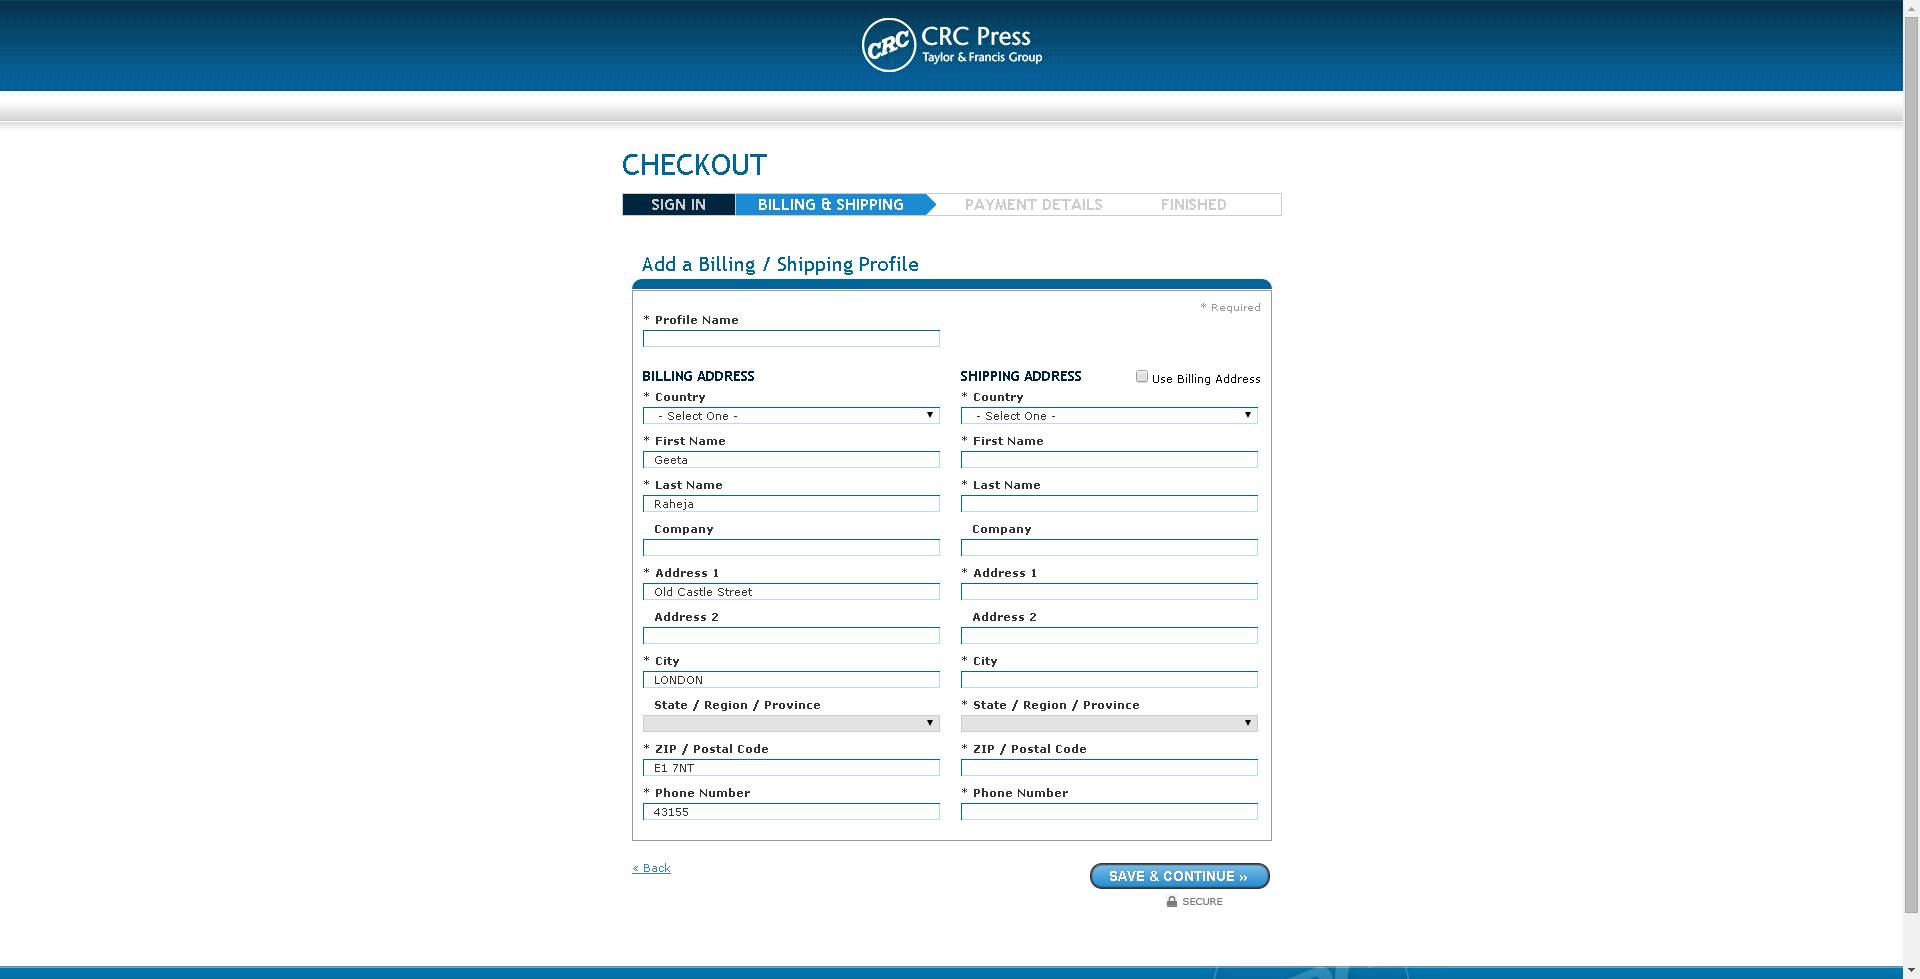 CRC
CRC Press
Taylor & Francis Group
CHECKOUT
SIGN IN BILLING & SHIPPING PAYMENT DETAILS FINISHED
Add a Billing / Shipping Profile
* Required
* Profile Name
BILLING ADDRESS
* Country
- Select One -
* First Name
Geeta
* Last Name
Raheja
Company
* Address 1
Old Castle Street
Address 2
* City
LONDON
State / Region / Province
* ZIP / Postal Code
E1 7NT
* Phone Number
43155
SHIPPING ADDRESS
Use Billing Address
* Country
- Select One -
* First Name
* Last Name
Company
* Address 1
Address 2
* City
* State / Region / Province
* ZIP / Postal Code
* Phone Number
« Back
SAVE & CONTINUE »
SECURE